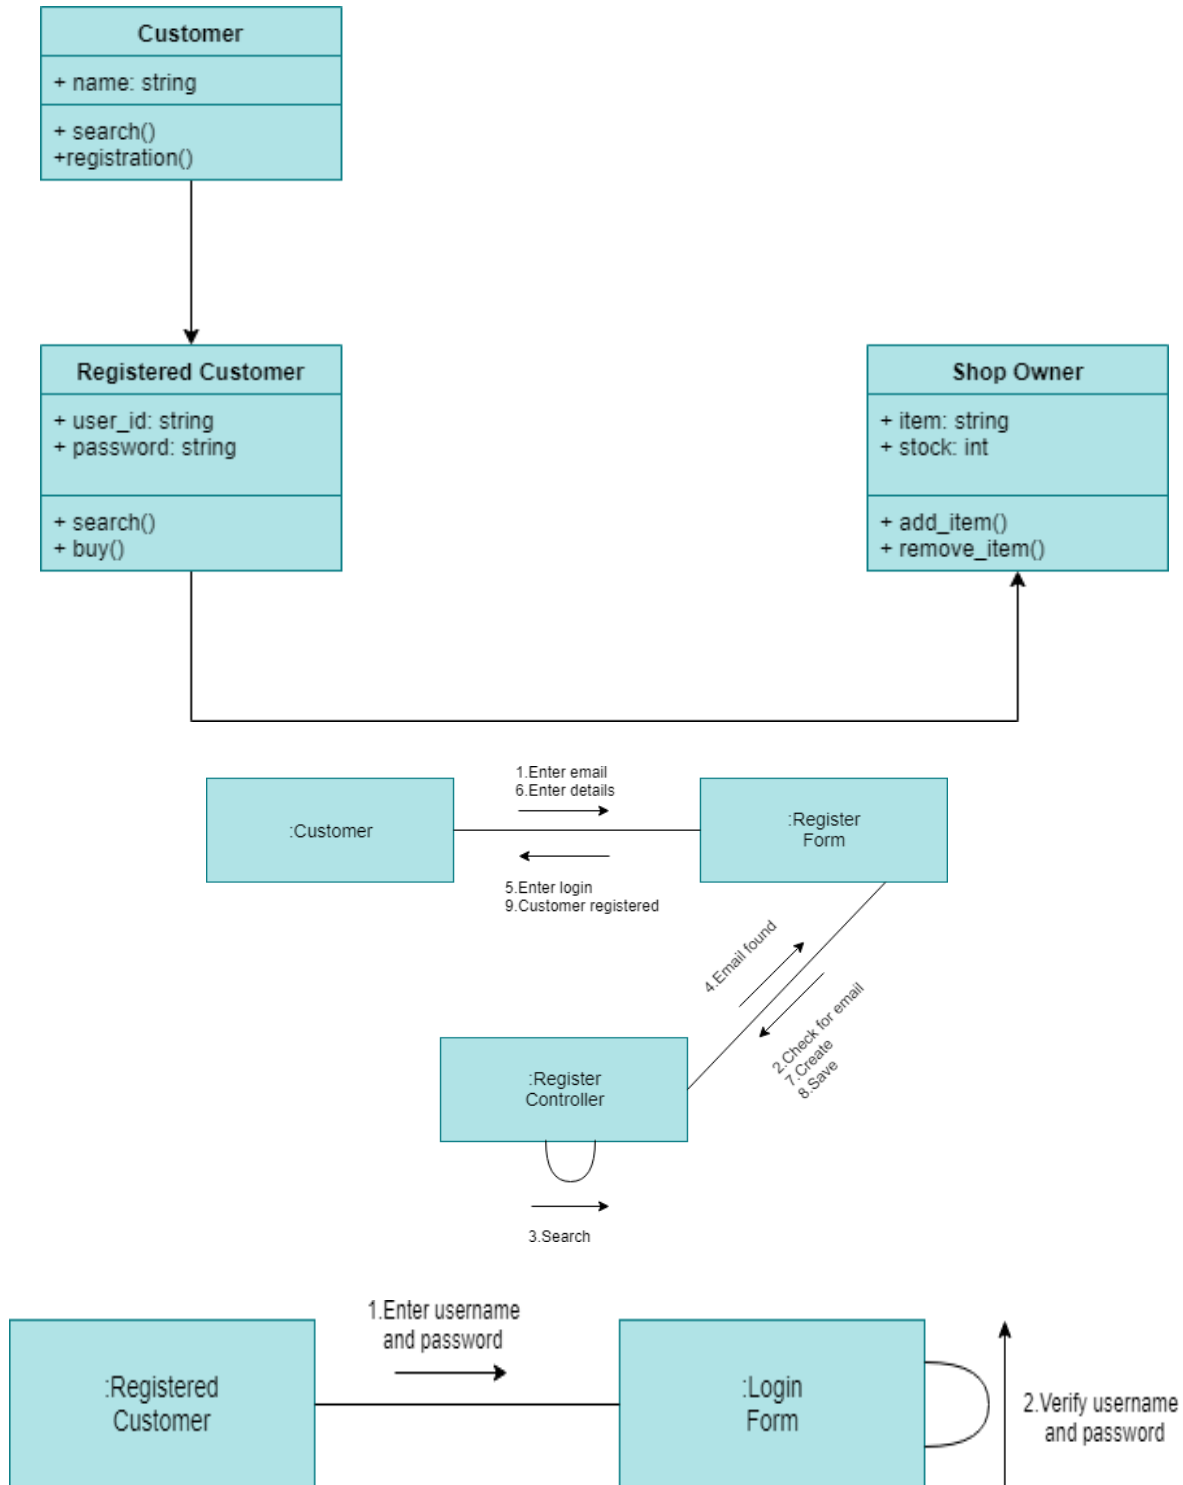 Customer
+ name: string
+ search()
+registration()
Registered Customer
+ user_id: string
+ password: string
+ search()
+ buy()
Shop Owner
+ item: string
+ stock: int
+ add_item()
+ remove_item()
1.Enter email
6.Enter details
:Customer
:Register
Form
5.Enter login
9.Customer registered
4.Email found
2.Check for email
7.Create
8.Save
:Register
Controller
3.Search
1.Enter username
and password
:Registered
Customer
:Login
Form
2.Verify username
and password